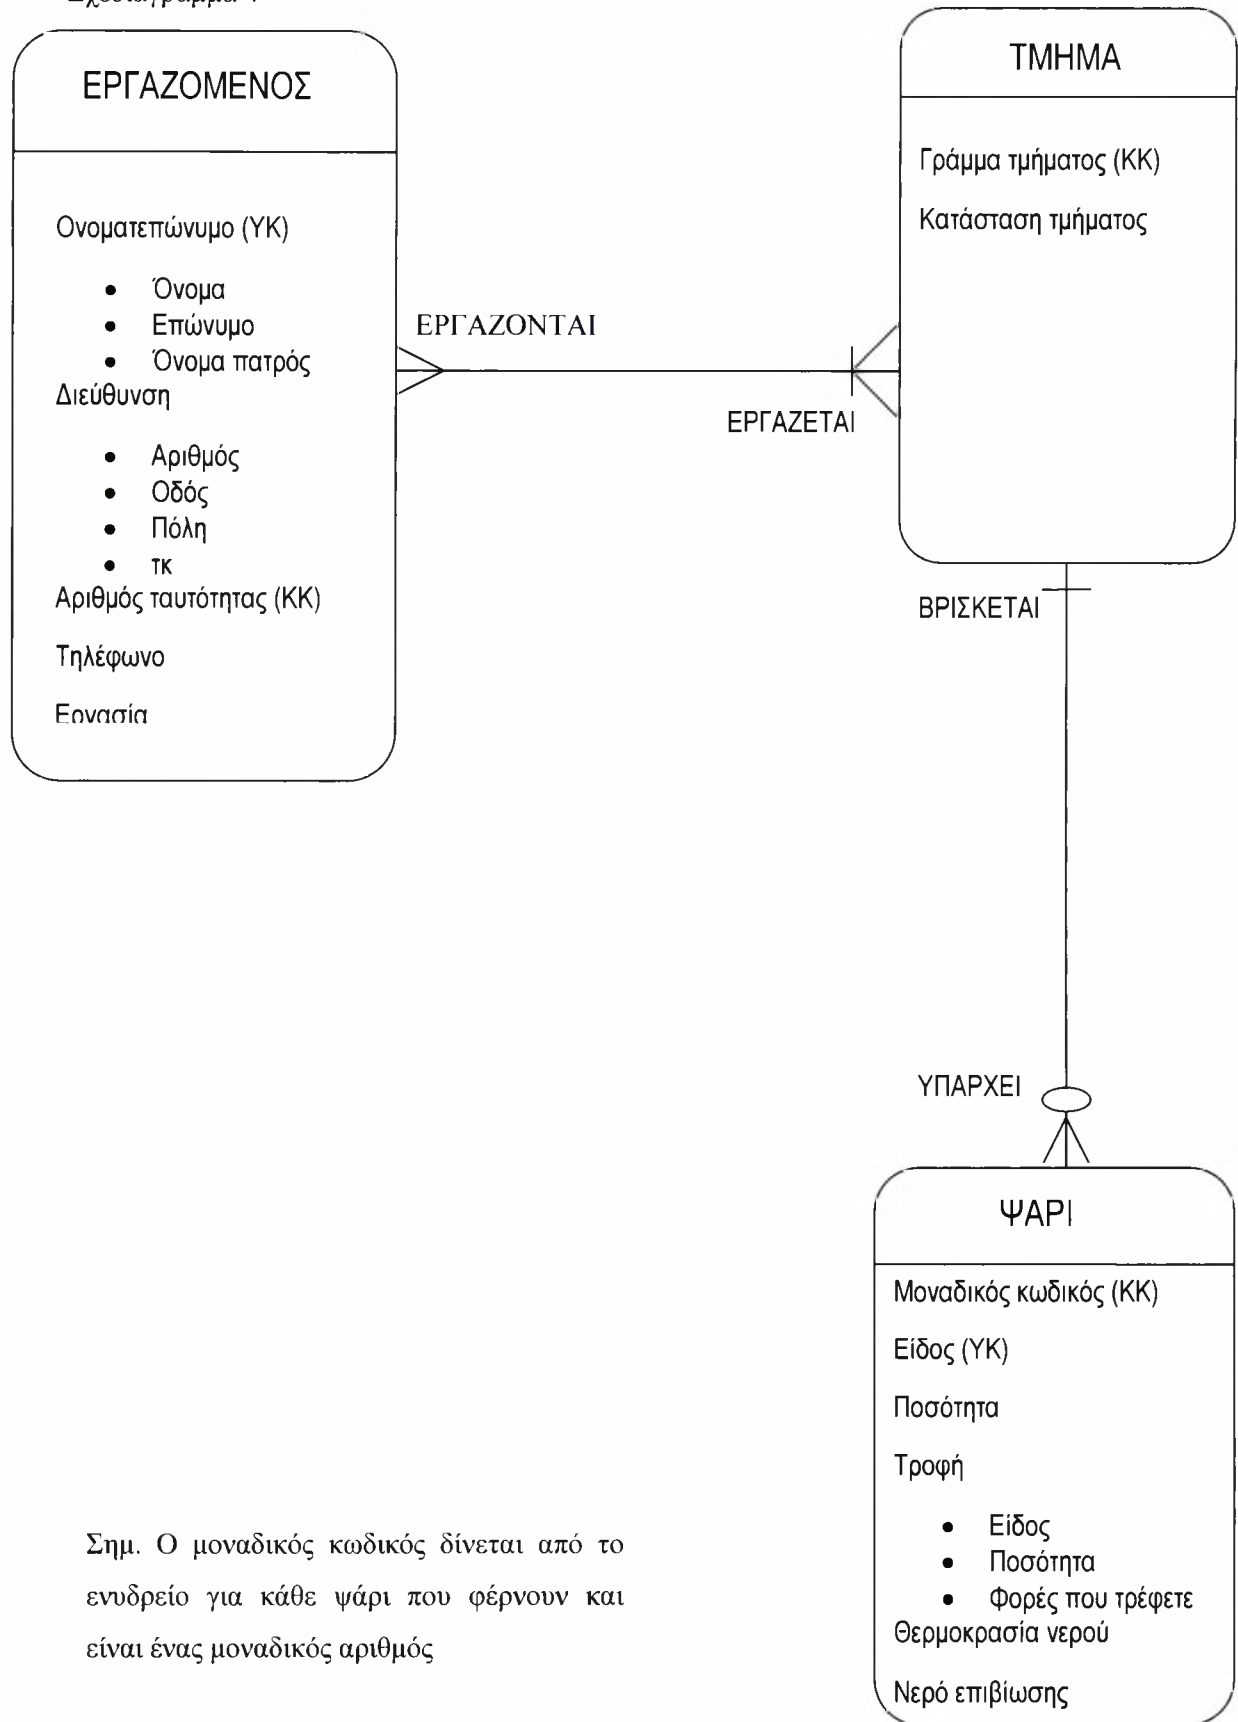 ΕΡΓΑΖΟΜΕΝΟΣ
Ονοματεπώνυμο (ΥΚ)
• Όνομα
• Επώνυμο
• Όνομα πατρός
Διεύθυνση
• Αριθμός
• Οδός
• Πόλη
• τκ
Αριθμός ταυτότητας (ΚΚ)
Τηλέφωνο
Εργασία
ΕΡΓΑΖΟΝΤΑΙ
ΕΡΓΑΖΕΤΑΙ
ΤΜΗΜΑ
Γράμμα τμήματος (ΚΚ)
Κατάσταση τμήματος
ΒΡΙΣΚΕΤΑΙ
ΥΠΑΡΧΕΙ
ΨΑΡΙ
Μοναδικός κωδικός (ΚΚ)
Είδος (ΥΚ)
Ποσότητα
Τροφή
• Είδος
• Ποσότητα
• Φορές που τρέφετε
Θερμοκρασία νερού
Νερό επιβίωσης
Σημ. Ο μοναδικός κωδικός δίνεται από το
ενυδρείο για κάθε ψάρι που φέρνουν και
είναι ένας μοναδικός αριθμός